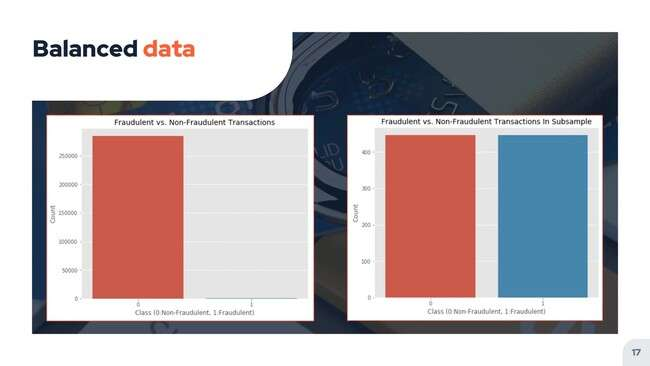 Balanced data
Fraudulent vs. Non-Fraudulent Transactions
250000
200000
150000
100000
50000
0
Count
0
1
Class (0:Non-Fraudulent, 1:Fraudulent)
Fraudulent vs. Non-Fraudulent Transactions In Subsample
400
300
200
100
0
Count
0
1
Class (0:Non-Fraudulent, 1:Fraudulent)
17